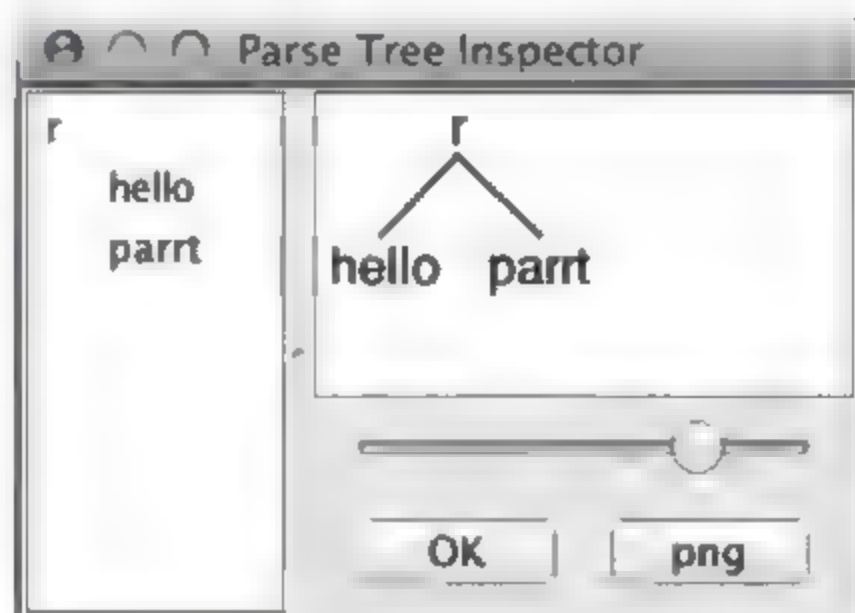 Parse Tree Inspector
r
hello
parrt
r
hello parrt
OK png